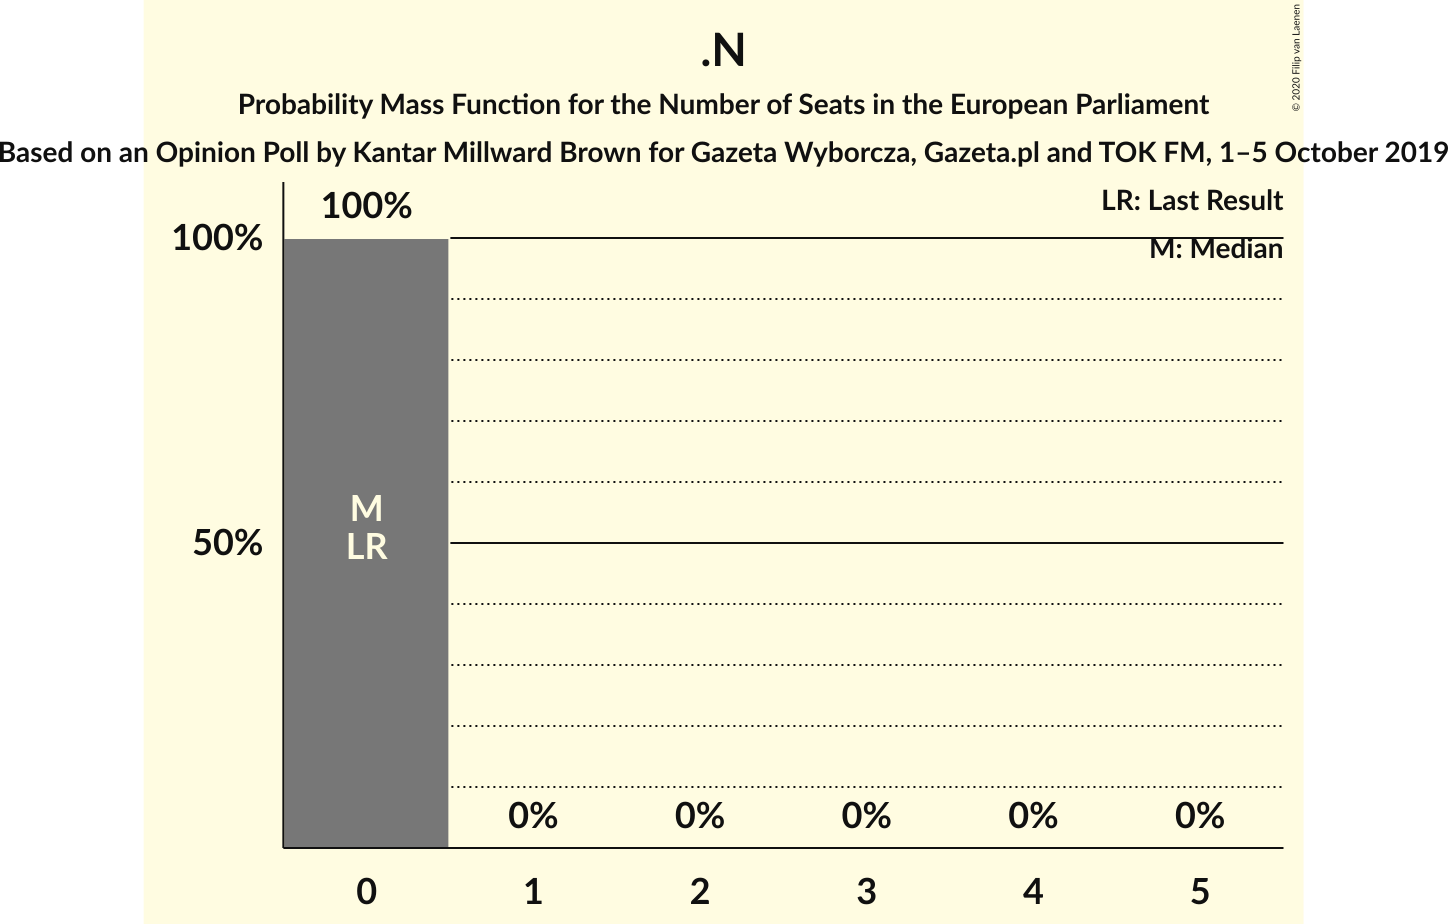 .N
Probability Mass Function for the Number of Seats in the European Parliament
Based on an Opinion Poll by Kantar Millward Brown for Gazeta Wyborcza, Gazeta.pl and TOK FM, 1–5 October 2019
© 2020 Filip van Laenen
LR: Last Result
M: Median
100%
100%
50%
M
LR
0% 0% 0% 0% 0%
0 1 2 3 4 5